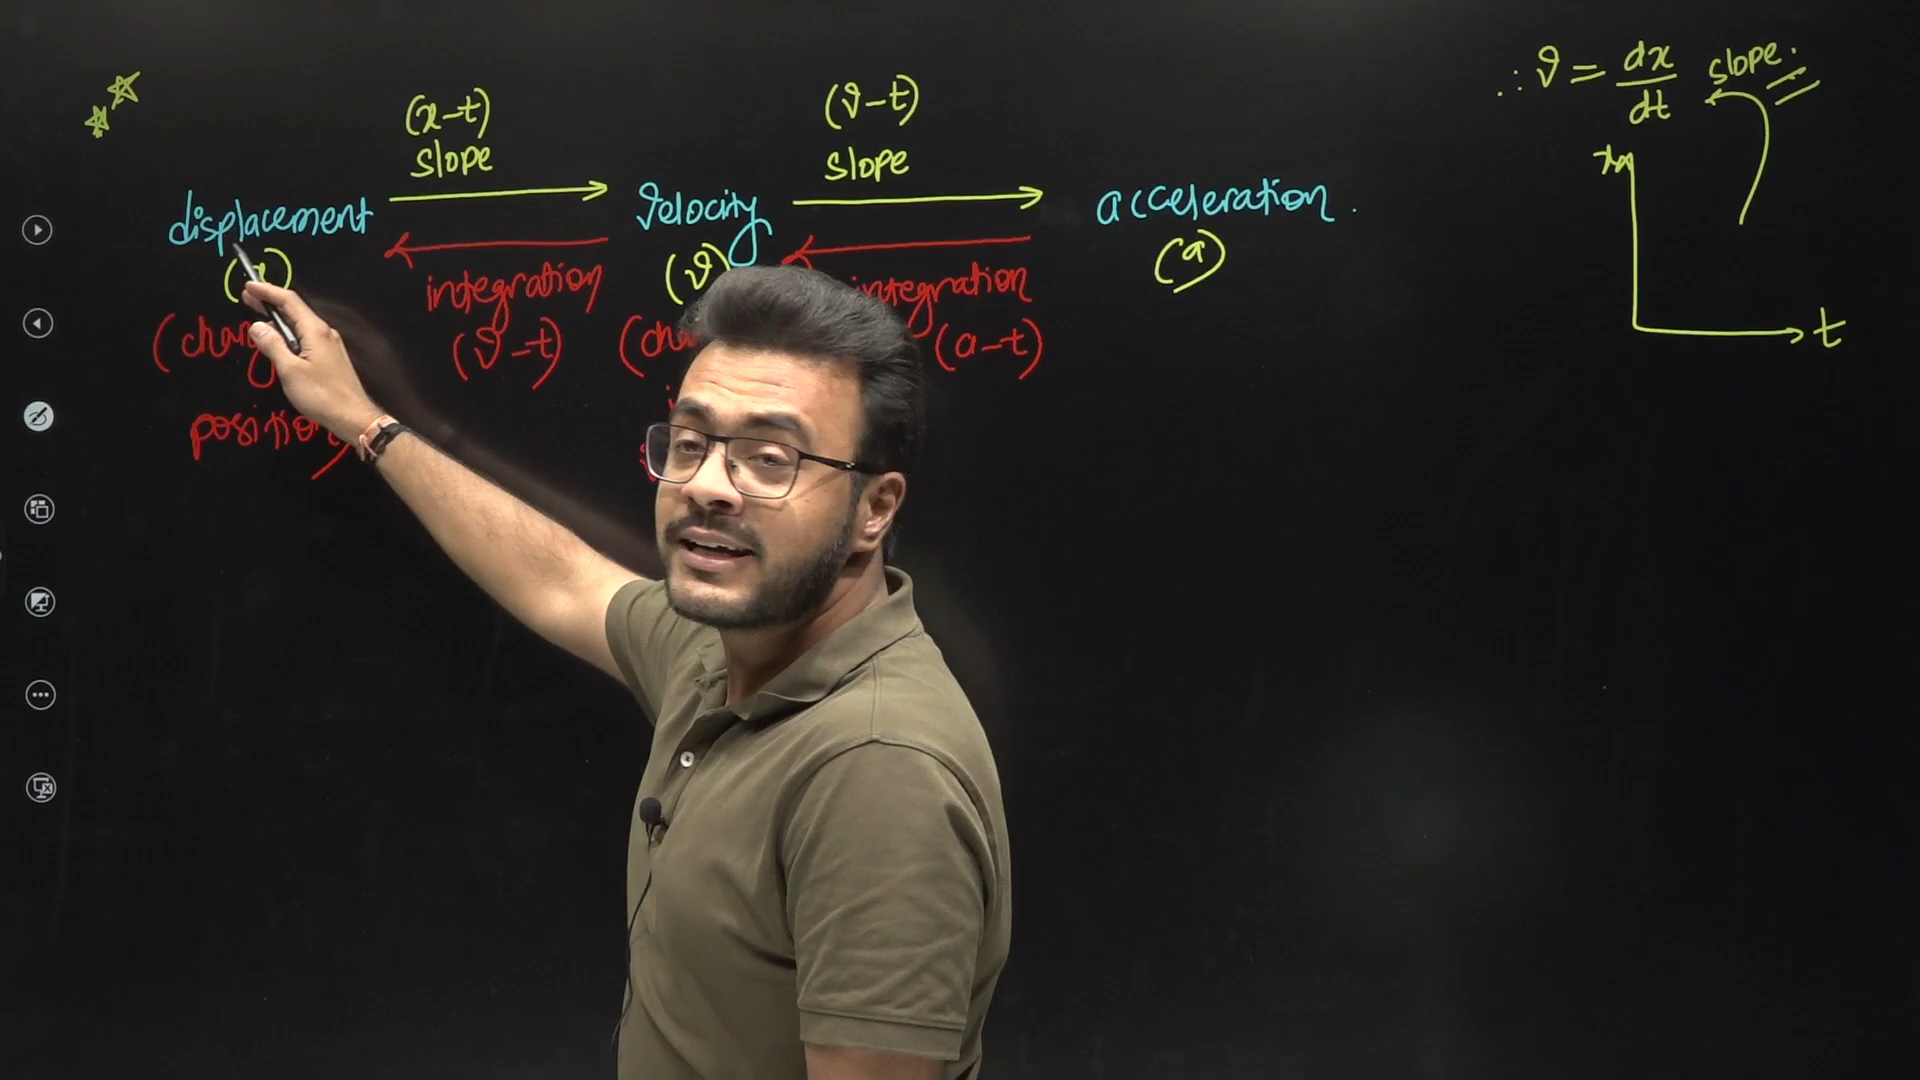 ∴ v = dx/dt slope
(x-t)
slope
(v-t)
slope
displacement
velocity
acceleration.
(v)
(a)
integration
(v-t)
integration
(a-t)
position)
x
t